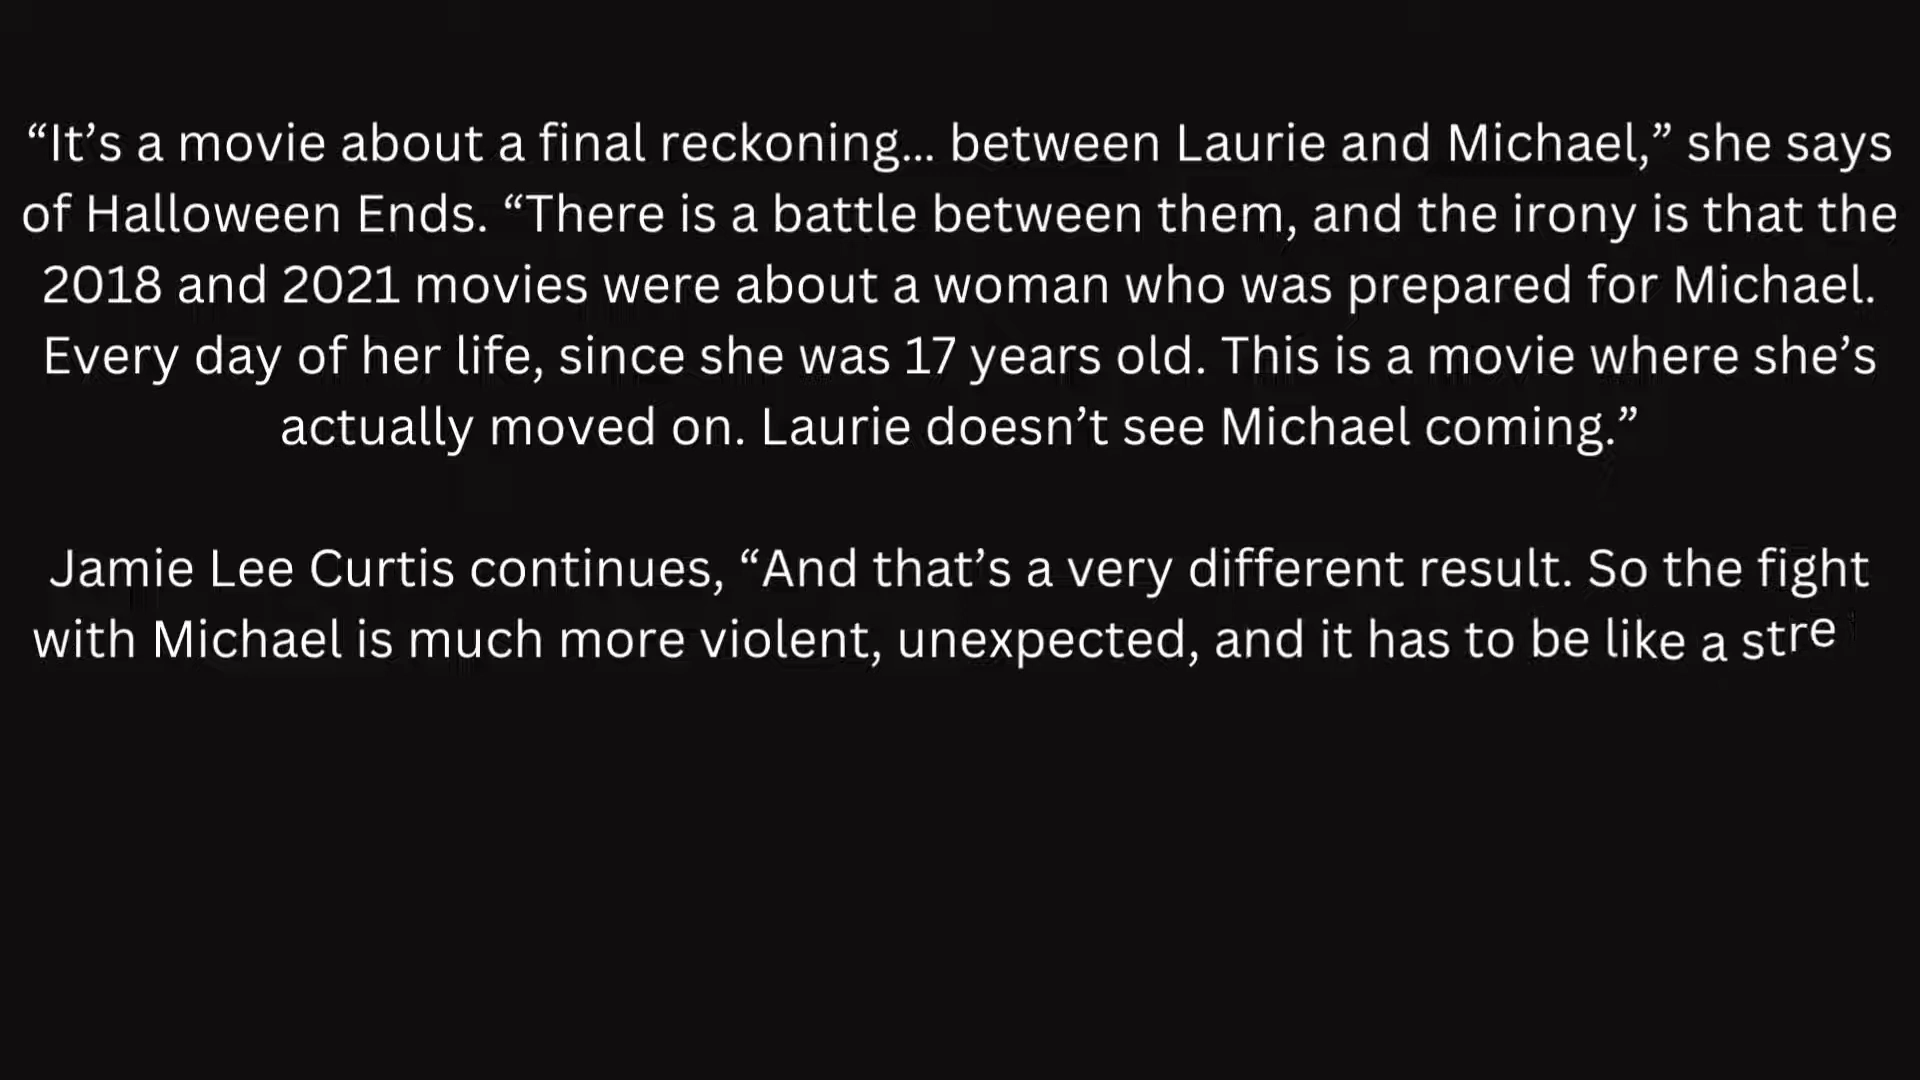 “It’s a movie about a final reckoning... between Laurie and Michael,” she says
of Halloween Ends. “There is a battle between them, and the irony is that the
2018 and 2021 movies were about a woman who was prepared for Michael.
Every day of her life, since she was 17 years old. This is a movie where she’s
actually moved on. Laurie doesn’t see Michael coming.”
Jamie Lee Curtis continues, “And that’s a very different result. So the fight
with Michael is much more violent, unexpected, and it has to be like a stre